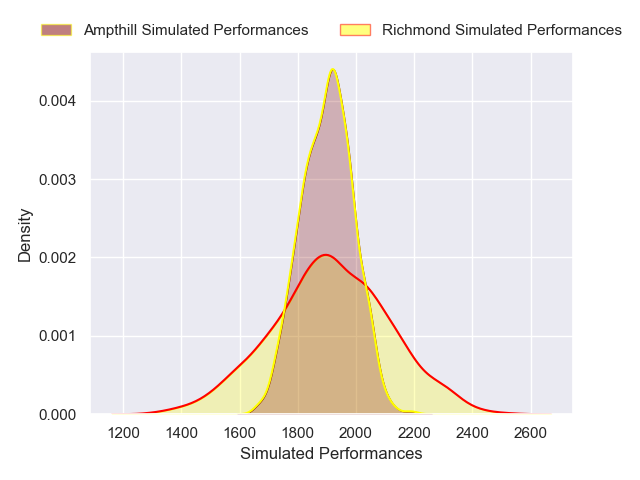 Ampthill Simulated Performances
Richmond Simulated Performances
0.004
0.003
0.002
0.001
0.000
Density
1200 1400 1600 1800 2000 2200 2400 2600
Simulated Performances